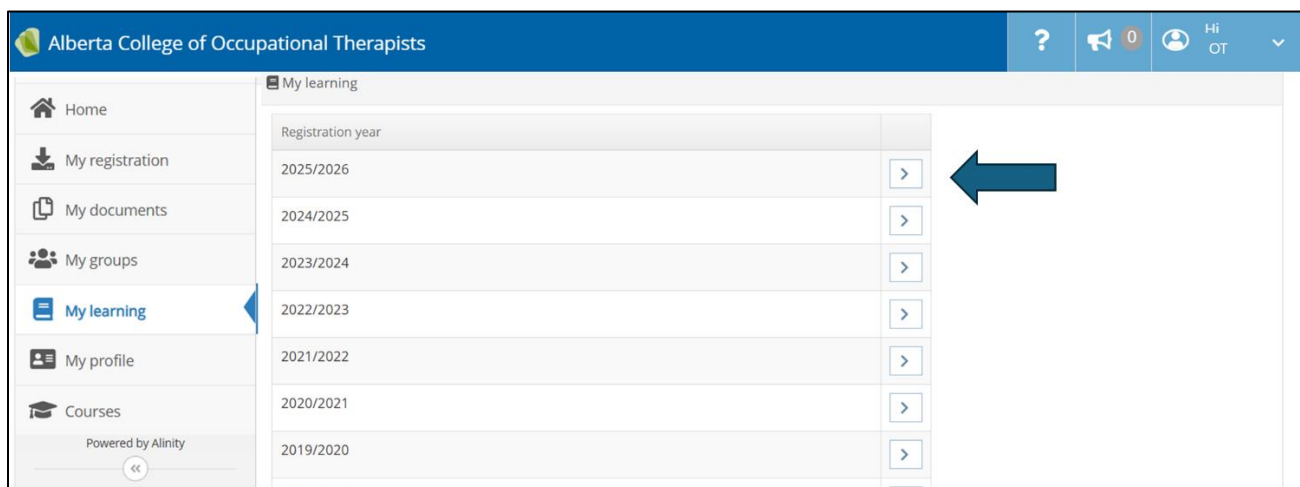 Alberta College of Occupational Therapists
?
0
Hi
OT
Home
My registration
My documents
My groups
My learning
My profile
Courses
Powered by Alinity
My learning
Registration year
2025/2026
2024/2025
2023/2024
2022/2023
2021/2022
2020/2021
2019/2020